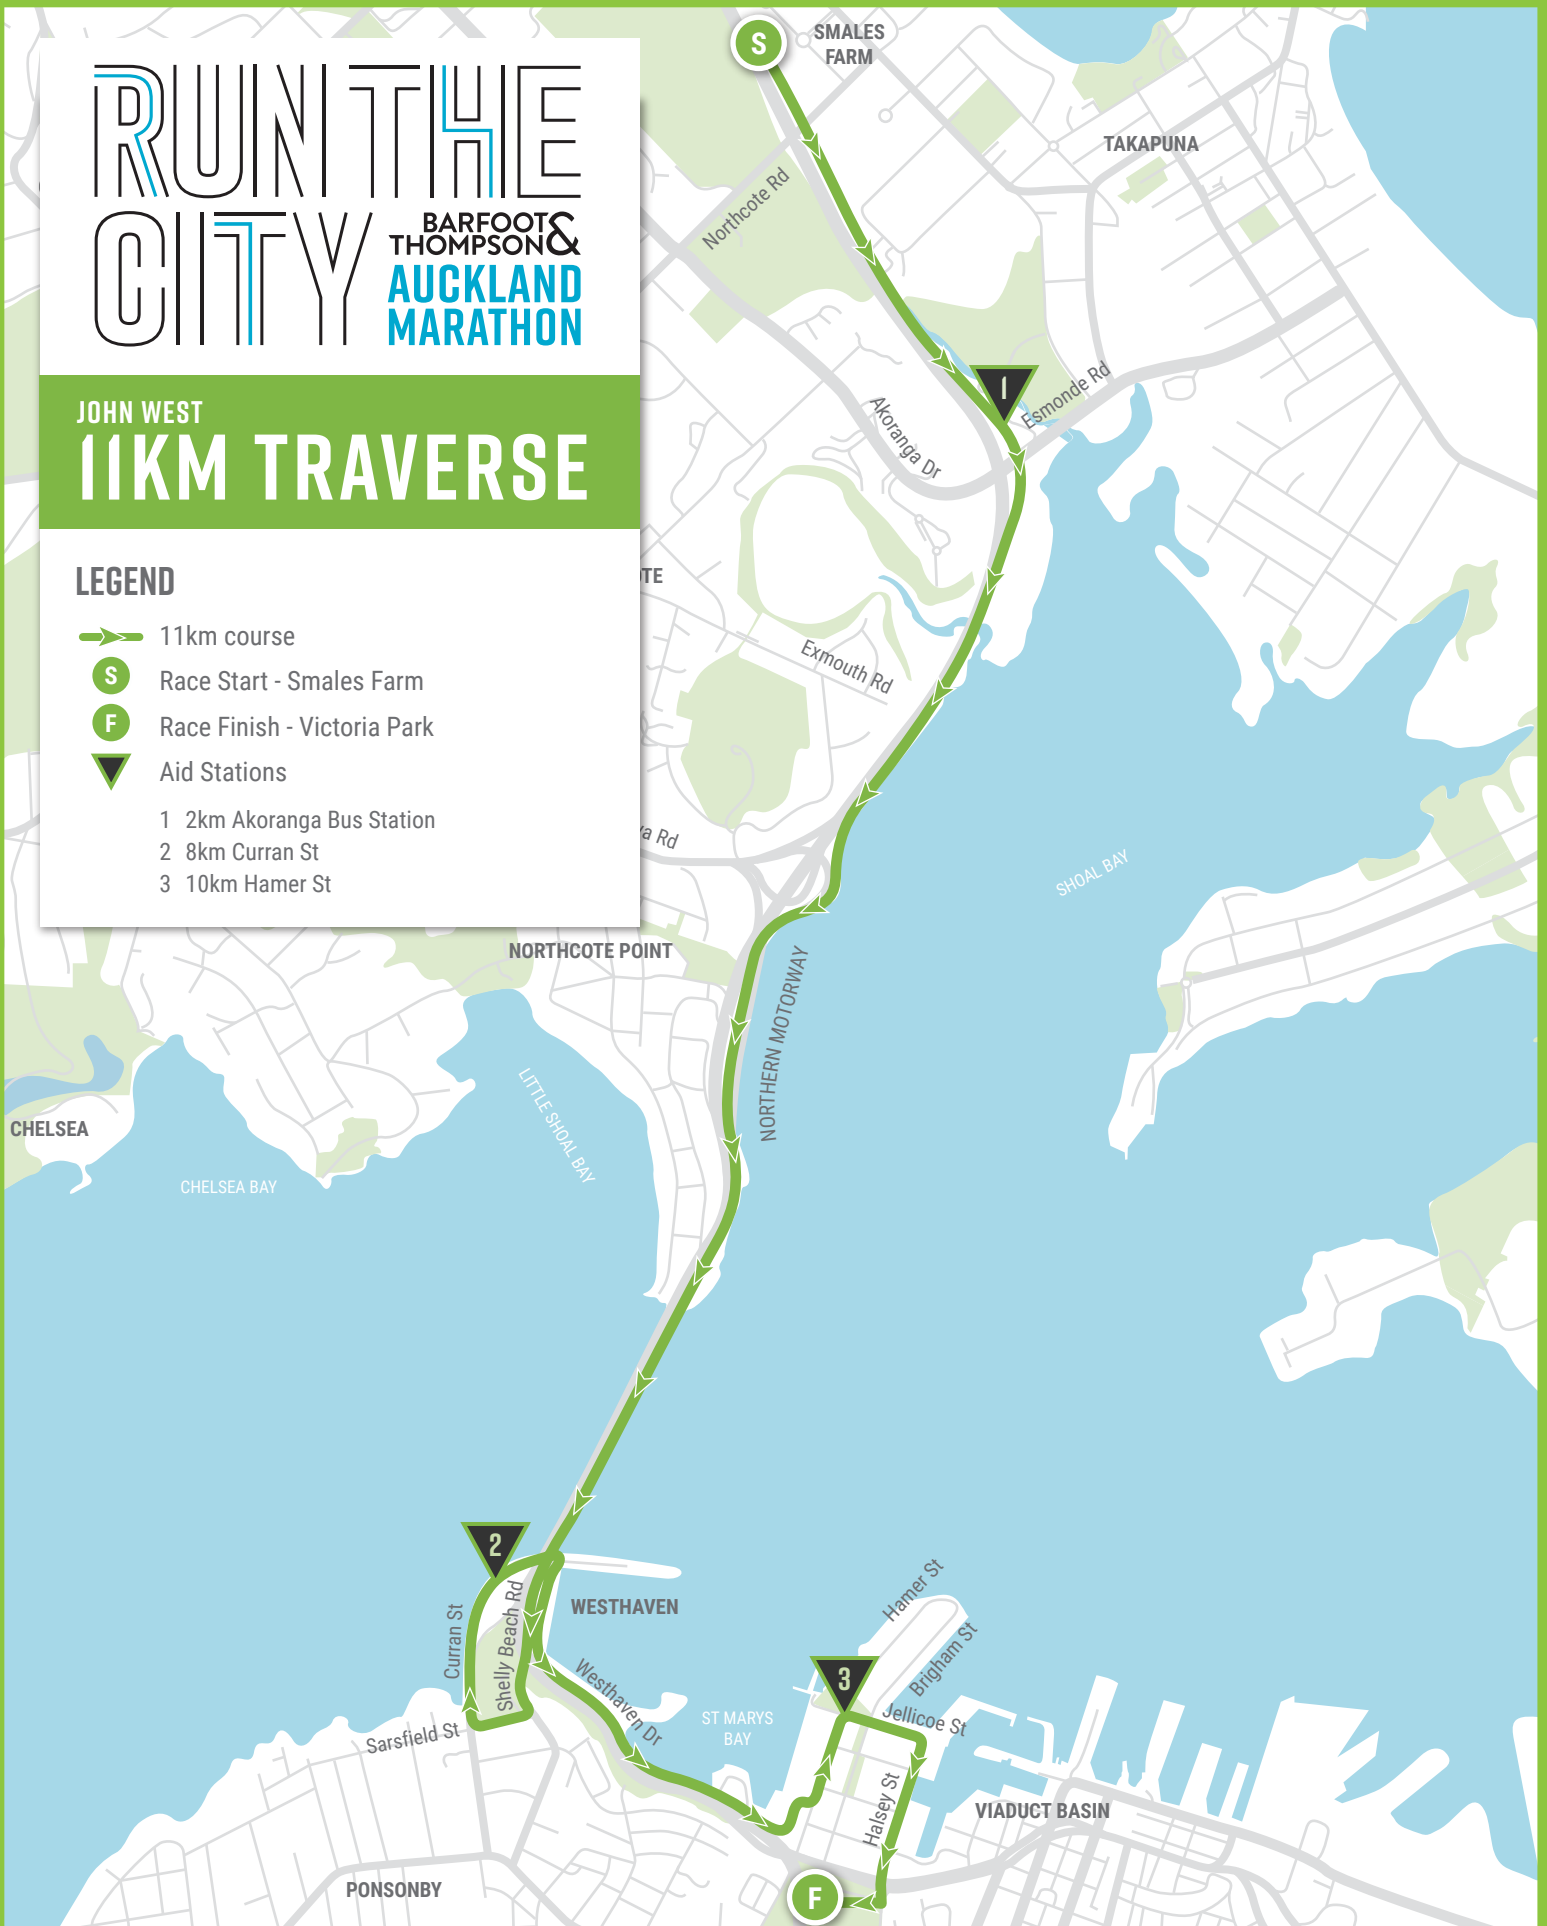 RUN THE
CITY
BARFOOT &
THOMPSON
AUCKLAND
MARATHON
JOHN WEST
11KM TRAVERSE
LEGEND
11km course
S Race Start - Smales Farm
F Race Finish - Victoria Park
Aid Stations
1 2km Akoranga Bus Station
2 8km Curran St
3 10km Hamer St
S
SMALES
FARM
TAKAPUNA
Northcote Rd
1
Esmonde Rd
Akoranga Dr
Exmouth Rd
Rd
SHOAL BAY
NORTHCOTE POINT
NORTHERN MOTORWAY
LITTLE SHOAL BAY
CHELSEA
CHELSEA BAY
2
WESTHAVEN
Curran St
Shelly Beach Rd
Sarsfield St
Westhaven Dr
ST MARYS
BAY
Hamer St
Brigham St
3
Jellicoe St
Halsey St
VIADUCT BASIN
PONSONBY
F